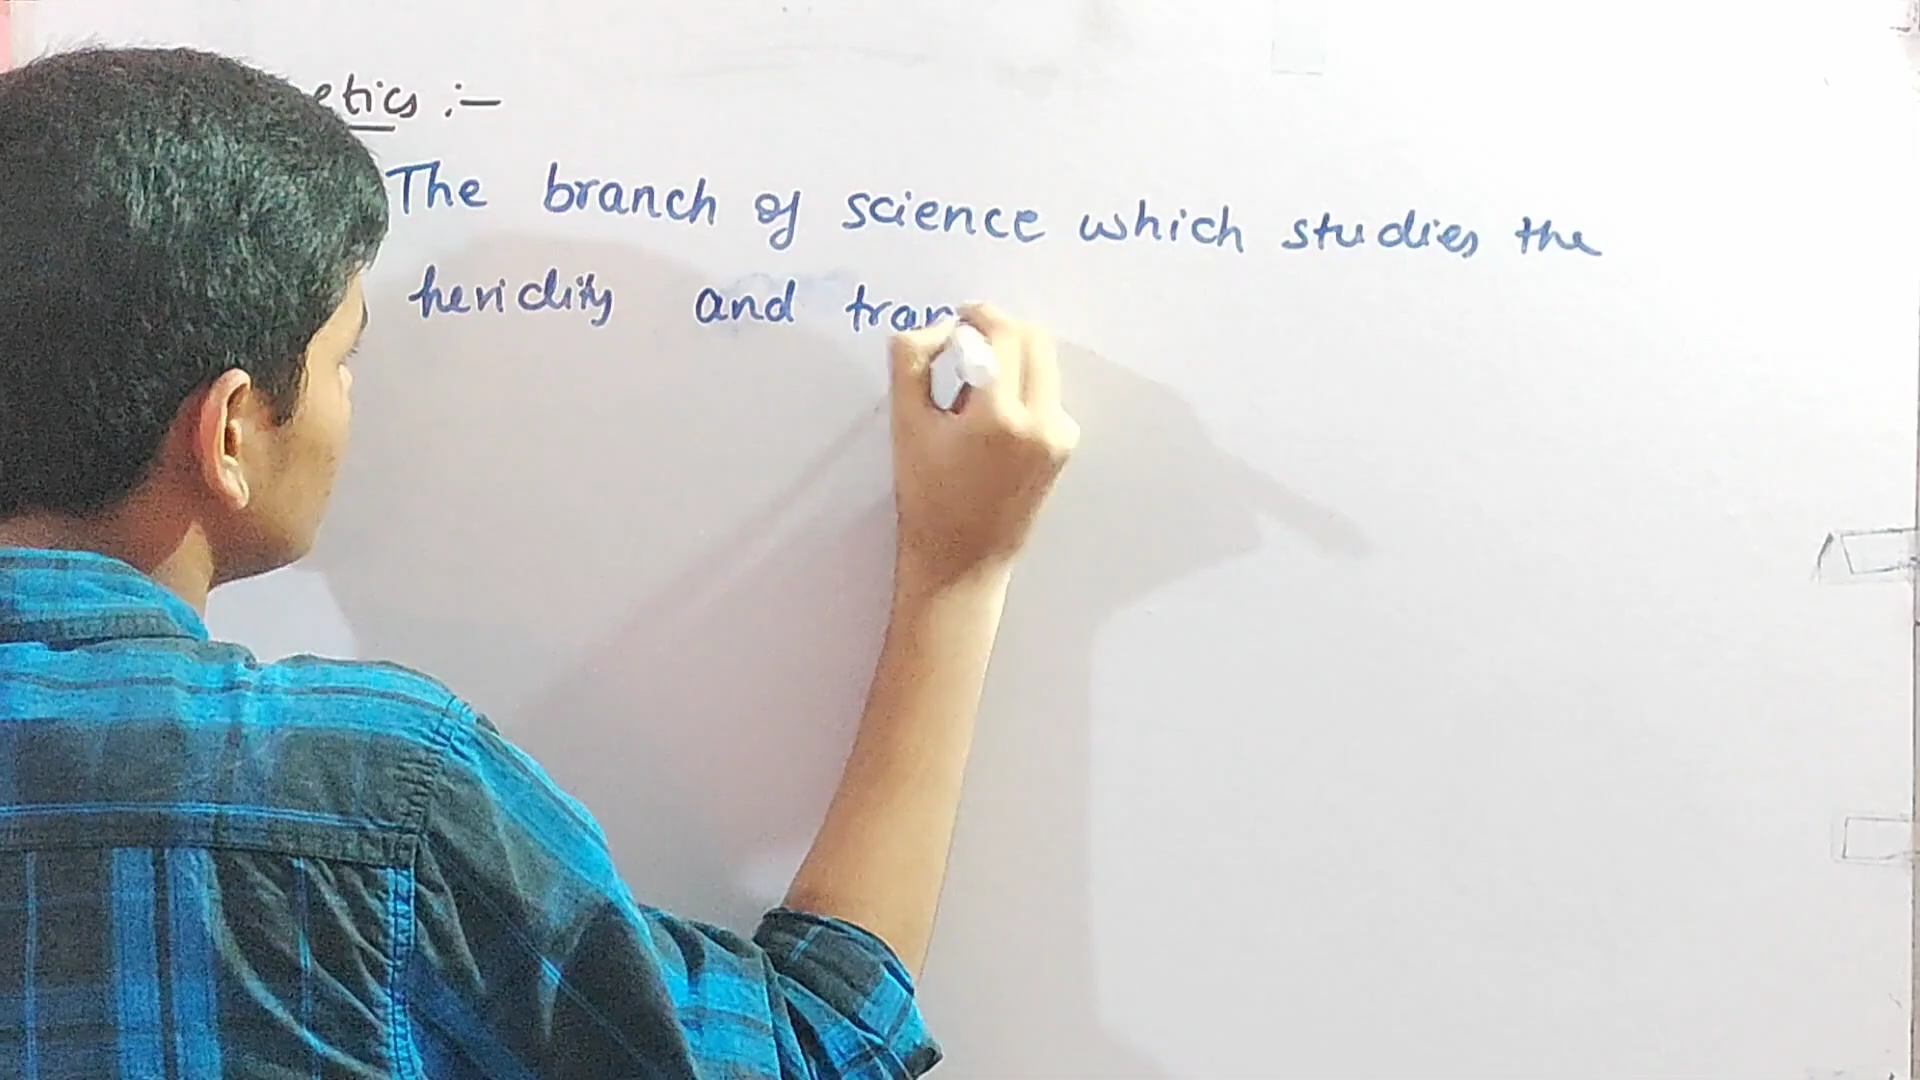 etics :-
The branch of science which studies the
heridity and tran